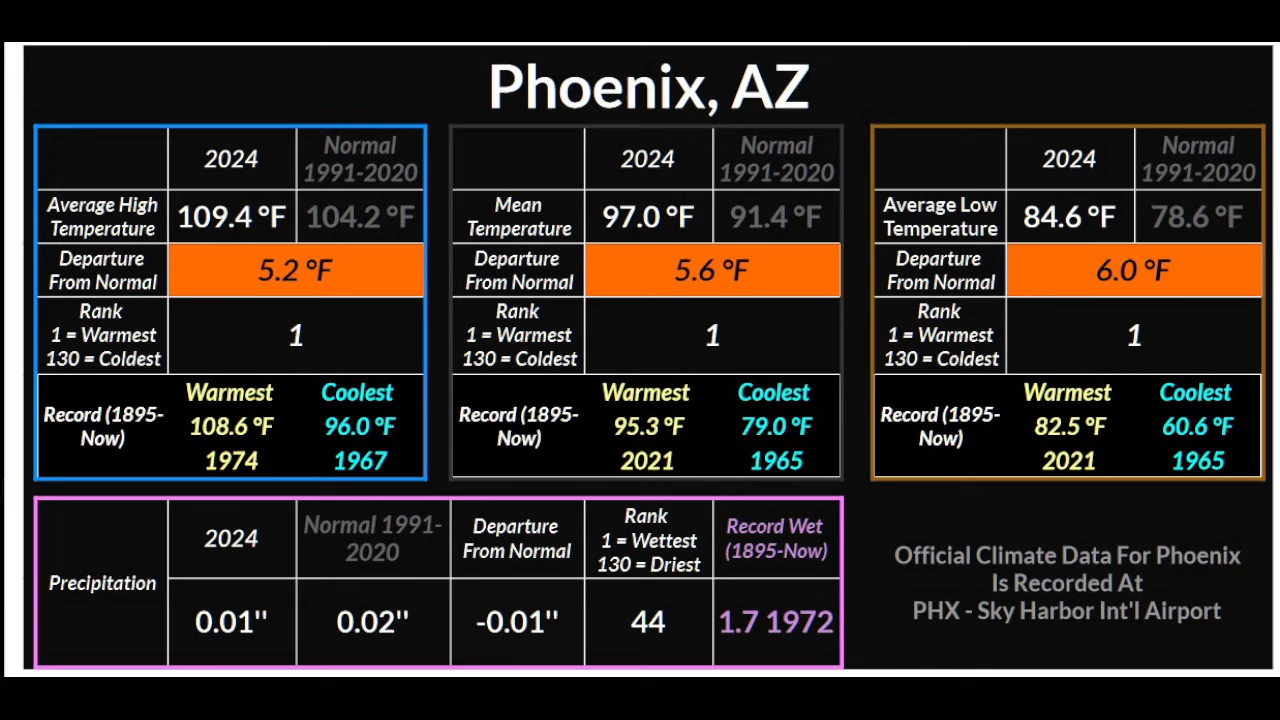 Phoenix, AZ
2024
Normal
1991-2020
Average High
Temperature
109.4 °F
104.2 °F
Departure
From Normal
5.2 °F
Rank
1 = Warmest
130 = Coldest
1
Record (1895-
Now)
Warmest
Coolest
108.6 °F
96.0 °F
1974
1967
2024
Normal
1991-2020
Mean
Temperature
97.0 °F
91.4 °F
Departure
From Normal
5.6 °F
Rank
1 = Warmest
130 = Coldest
1
Record (1895-
Now)
Warmest
Coolest
95.3 °F
79.0 °F
2021
1965
2024
Normal
1991-2020
Average Low
Temperature
84.6 °F
78.6 °F
Departure
From Normal
6.0 °F
Rank
1 = Warmest
130 = Coldest
1
Record (1895-
Now)
Warmest
Coolest
82.5 °F
60.6 °F
2021
1965
Precipitation
2024
Normal 1991-
2020
Departure
From Normal
Rank
1 = Wettest
130 = Driest
Record Wet
(1895-Now)
0.01''
0.02''
-0.01''
44
1.7 1972
Official Climate Data For Phoenix
Is Recorded At
PHX - Sky Harbor Int'l Airport